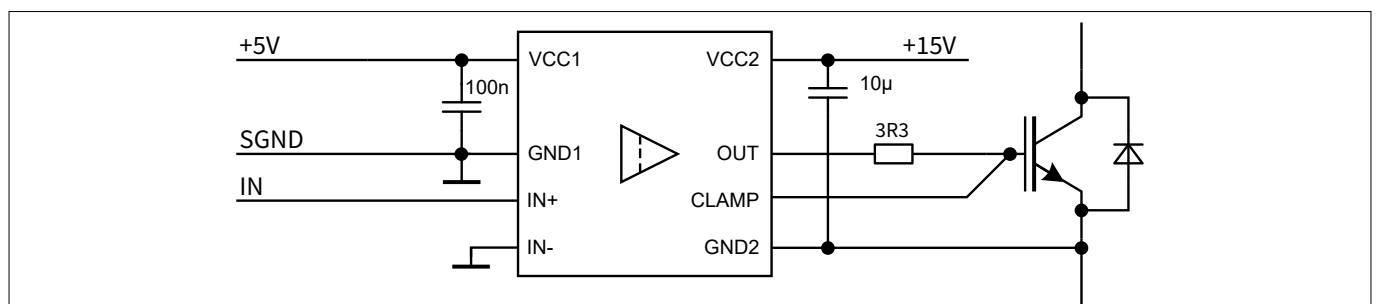 +5V
VCC1
VCC2
+15V
100n
10µ
3R3
SGND
GND1
OUT
IN
IN+
CLAMP
IN-
GND2